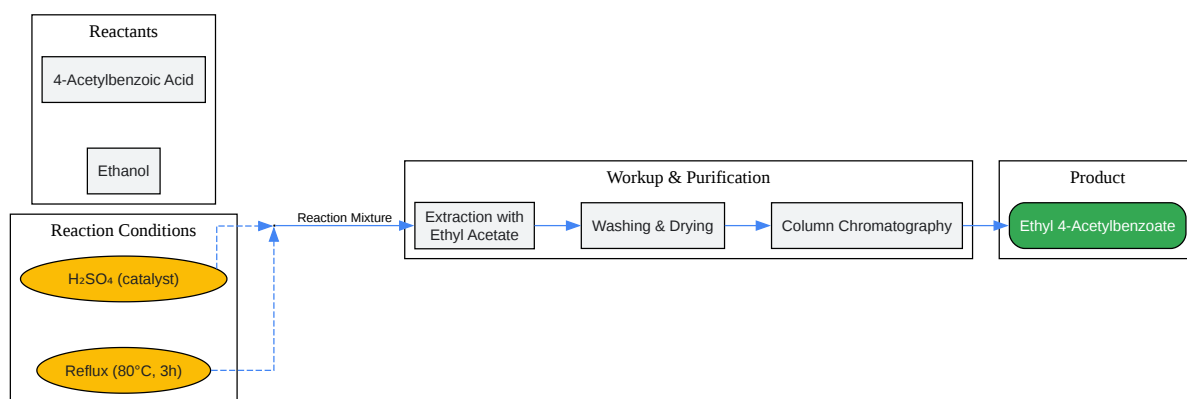 Reactants
4-Acetylbenzoic Acid
Ethanol
Reaction Conditions
H₂SO₄ (catalyst)
Reflux (80°C, 3h)
Reaction Mixture
Workup & Purification
Extraction with
Ethyl Acetate
Washing & Drying
Column Chromatography
Product
Ethyl 4-Acetylbenzoate